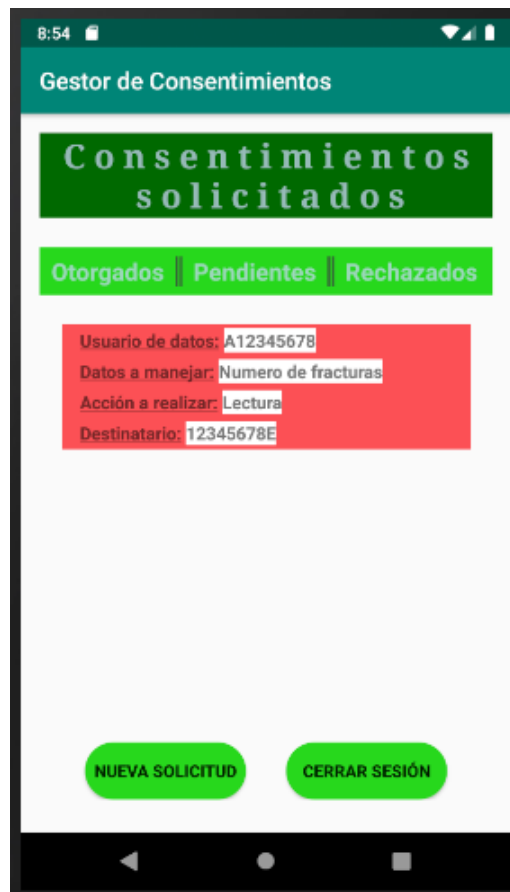 8:54
Gestor de Consentimientos
Consentimientos
solicitados
Otorgados || Pendientes || Rechazados
Usuario de datos: A12345678
Datos a manejar: Numero de fracturas
Acción a realizar: Lectura
Destinatario: 12345678E
NUEVA SOLICITUD CERRAR SESIÓN